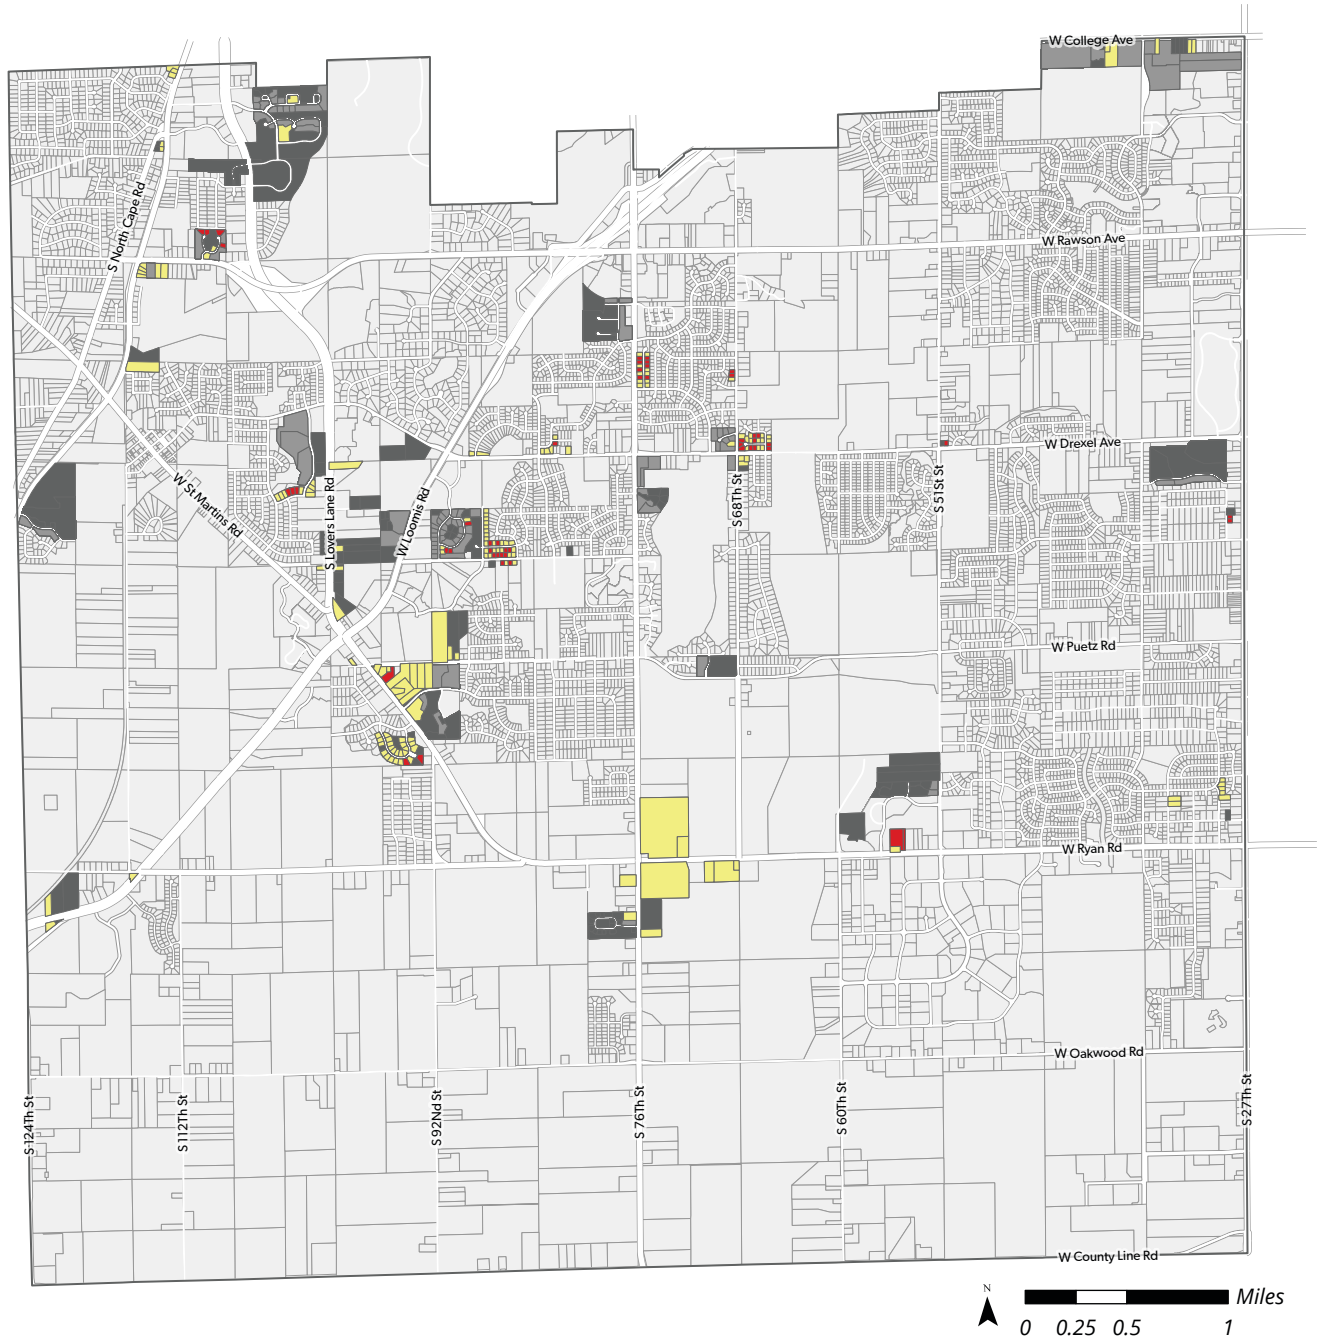 W College Ave
S North Cape Rd
W Rawson Ave
W Drexel Ave
W St Martins Rd
S Lovers Lane Rd
W Loomis Rd
S 68Th St
S 51St St
W Puetz Rd
W Ryan Rd
W Oakwood Rd
S 124Th St
S 112Th St
S 92Nd St
S 76Th St
S 60Th St
S 27Th St
W County Line Rd
N
Miles
0 0.25 0.5 1